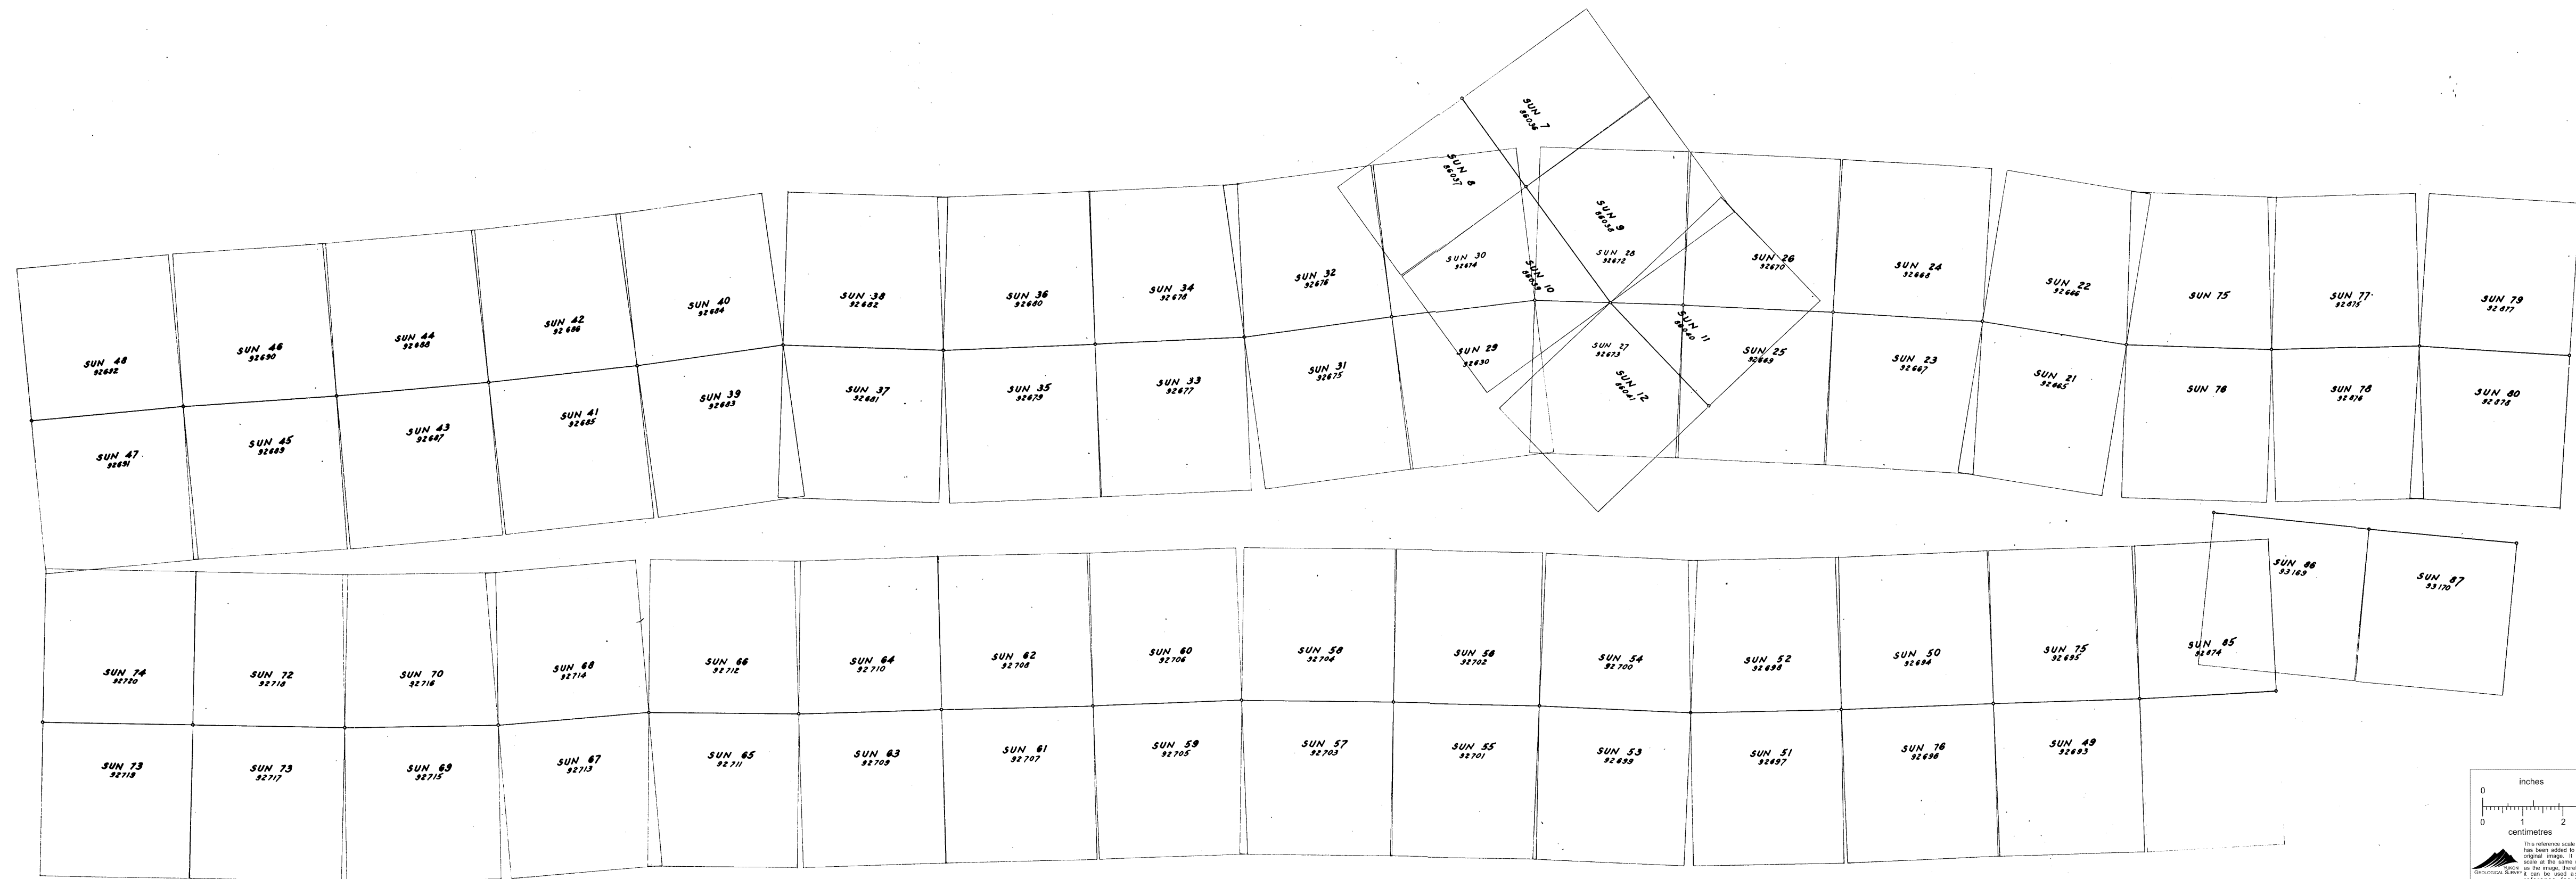 SUN 7
86036
SUN 8
86037
SUN 9
86038
SUN 10
86039
SUN 11
86040
SUN 12
86041
SUN 48
92692
SUN 46
92690
SUN 44
92688
SUN 42
92686
SUN 40
92684
SUN 38
92682
SUN 36
92680
SUN 34
92678
SUN 32
92676
SUN 30
92674
SUN 28
92672
SUN 26
92670
SUN 24
92668
SUN 22
92666
SUN 75
SUN 77
92875
SUN 79
92877
SUN 47
92691
SUN 45
92689
SUN 43
92687
SUN 41
92685
SUN 39
92683
SUN 37
92681
SUN 35
92679
SUN 33
92677
SUN 31
92675
SUN 29
92630
SUN 27
92673
SUN 25
92669
SUN 23
92667
SUN 21
92665
SUN 76
SUN 78
92876
SUN 80
92878
SUN 86
93169
SUN 87
93170
SUN 74
92720
SUN 72
92718
SUN 70
92716
SUN 68
92714
SUN 66
92712
SUN 64
92710
SUN 62
92708
SUN 60
92706
SUN 58
92704
SUN 56
92702
SUN 54
92700
SUN 52
92698
SUN 50
92694
SUN 75
92695
SUN 85
92874
SUN 73
92719
SUN 73
92717
SUN 69
92715
SUN 67
92713
SUN 65
92711
SUN 63
92709
SUN 61
92707
SUN 59
92705
SUN 57
92703
SUN 55
92701
SUN 53
92699
SUN 51
92697
SUN 76
92696
SUN 49
92693
inches
0
0 1 2
centimetres
This reference scale
has been added to
original image. It
scale at the same
as the image, there
it can be used a
YUKON
GEOLOGICAL SURVEY